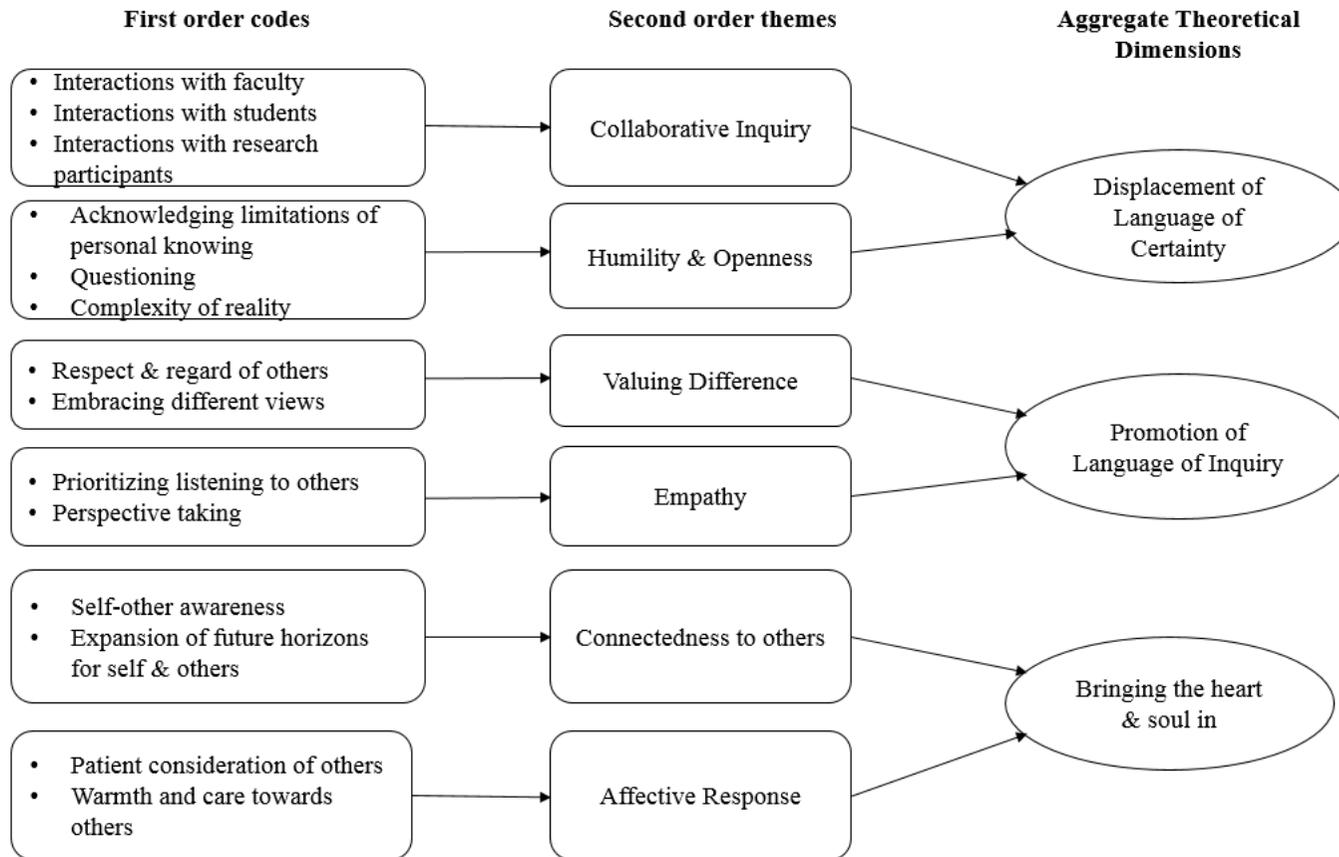 First order codes
Second order themes
Aggregate Theoretical
Dimensions
• Interactions with faculty
• Interactions with students
• Interactions with research
participants
Collaborative Inquiry
Displacement of
Language of
Certainty
• Acknowledging limitations of
personal knowing
• Questioning
• Complexity of reality
Humility & Openness
• Respect & regard of others
• Embracing different views
Valuing Difference
Promotion of
Language of Inquiry
• Prioritizing listening to others
• Perspective taking
Empathy
• Self-other awareness
• Expansion of future horizons
for self & others
Connectedness to others
Bringing the heart
& soul in
• Patient consideration of others
• Warmth and care towards
others
Affective Response